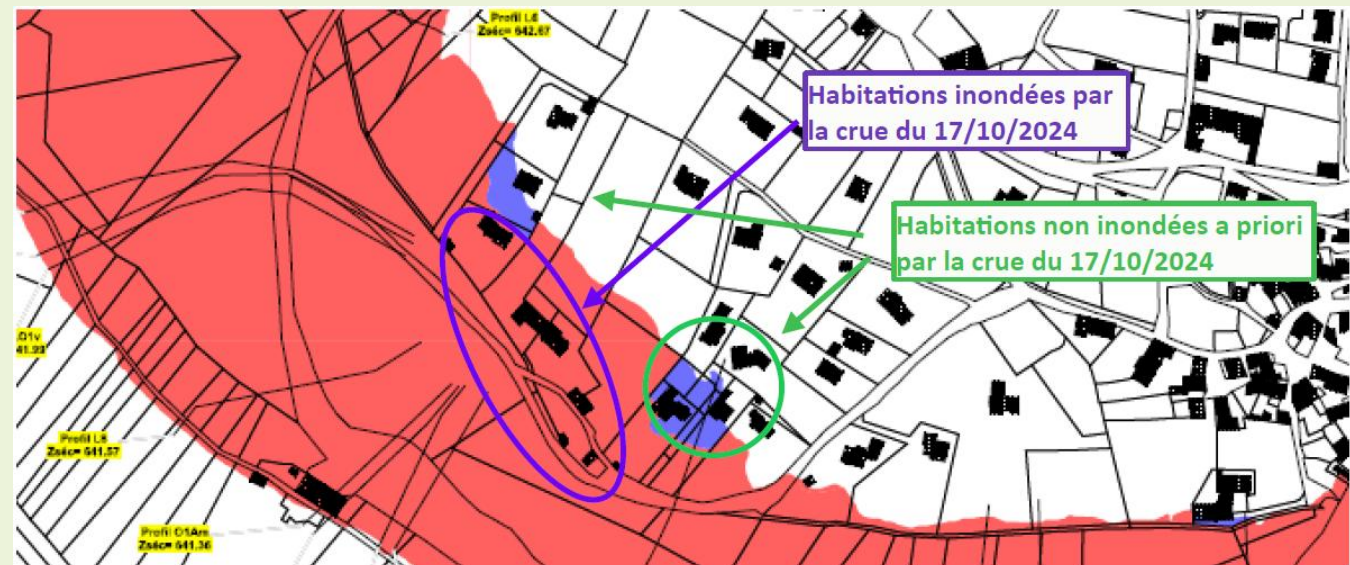 Profil L6
Zséc= 642.67
Habitations inondées par
la crue du 17/10/2024
Habitations non inondées a priori
par la crue du 17/10/2024
Profil L5
Zséc= 641.57
Profil O1Am
Zséc= 641.36